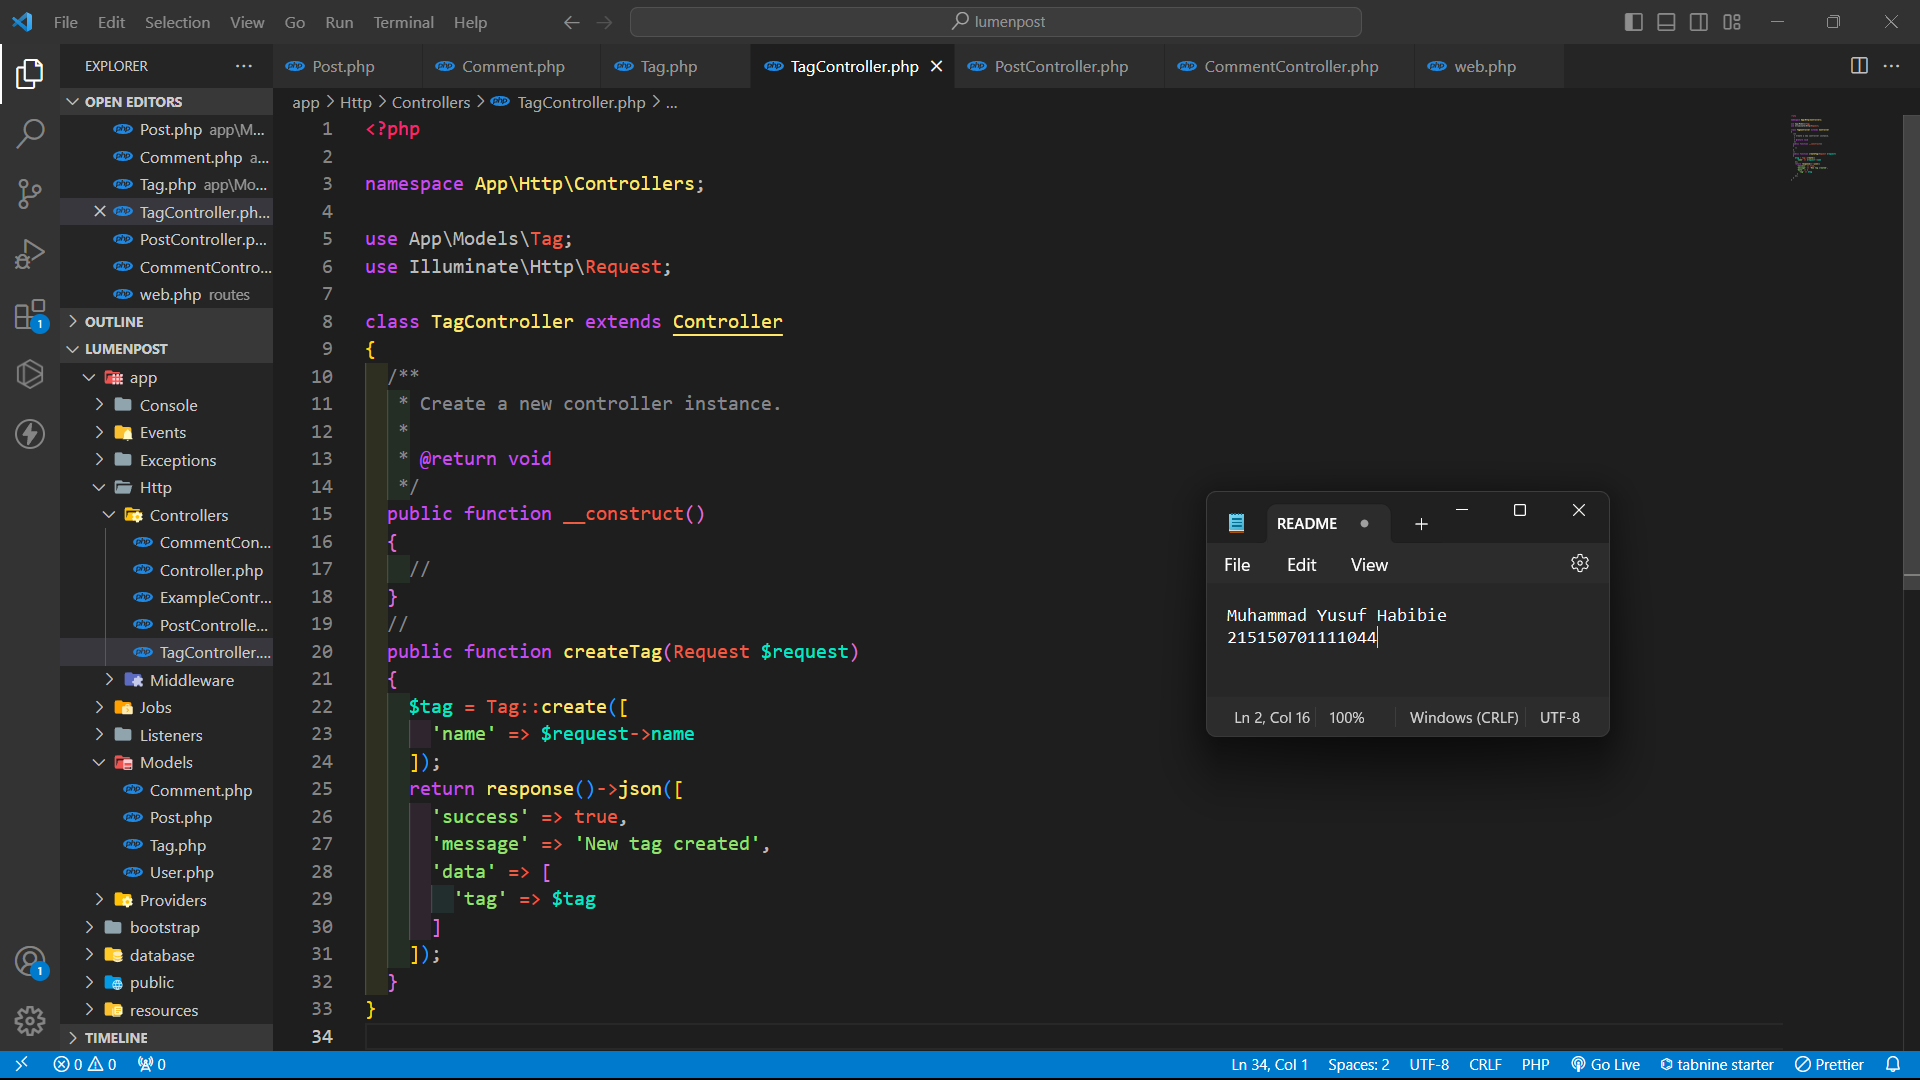 File Edit Selection View Go Run Terminal Help
lumenpost
EXPLORER
Post.php
Comment.php
Tag.php
TagController.php
PostController.php
CommentController.php
web.php
OPEN EDITORS
Post.php app\M...
Comment.php a...
Tag.php app\Mo...
TagController.ph...
PostController.p...
CommentContro...
web.php routes
OUTLINE
LUMENPOST
app
Console
Events
Exceptions
Http
Controllers
CommentCon...
Controller.php
ExampleContr...
PostControlle...
TagController....
Middleware
Jobs
Listeners
Models
Comment.php
Post.php
Tag.php
User.php
Providers
bootstrap
database
public
resources
TIMELINE
app > Http > Controllers > TagController.php > ...
1 <?php
2
3 namespace App\Http\Controllers;
4
5 use App\Models\Tag;
6 use Illuminate\Http\Request;
7
8 class TagController extends Controller
9 {
10 /**
11 * Create a new controller instance.
12 *
13 * @return void
14 */
15 public function __construct()
16 {
17 //
18 }
19 //
20 public function createTag(Request $request)
21 {
22 $tag = Tag::create([
23 'name' => $request->name
24 ]);
25 return response()->json([
26 'success' => true,
27 'message' => 'New tag created',
28 'data' => [
29 'tag' => $tag
30 ]
31 ]);
32 }
33 }
34
README
File Edit View
Muhammad Yusuf Habibie
215150701111044
Ln 2, Col 16 100% Windows (CRLF) UTF-8
1
1
0 0 0
Ln 34, Col 1 Spaces: 2 UTF-8 CRLF PHP Go Live tabnine starter Prettier